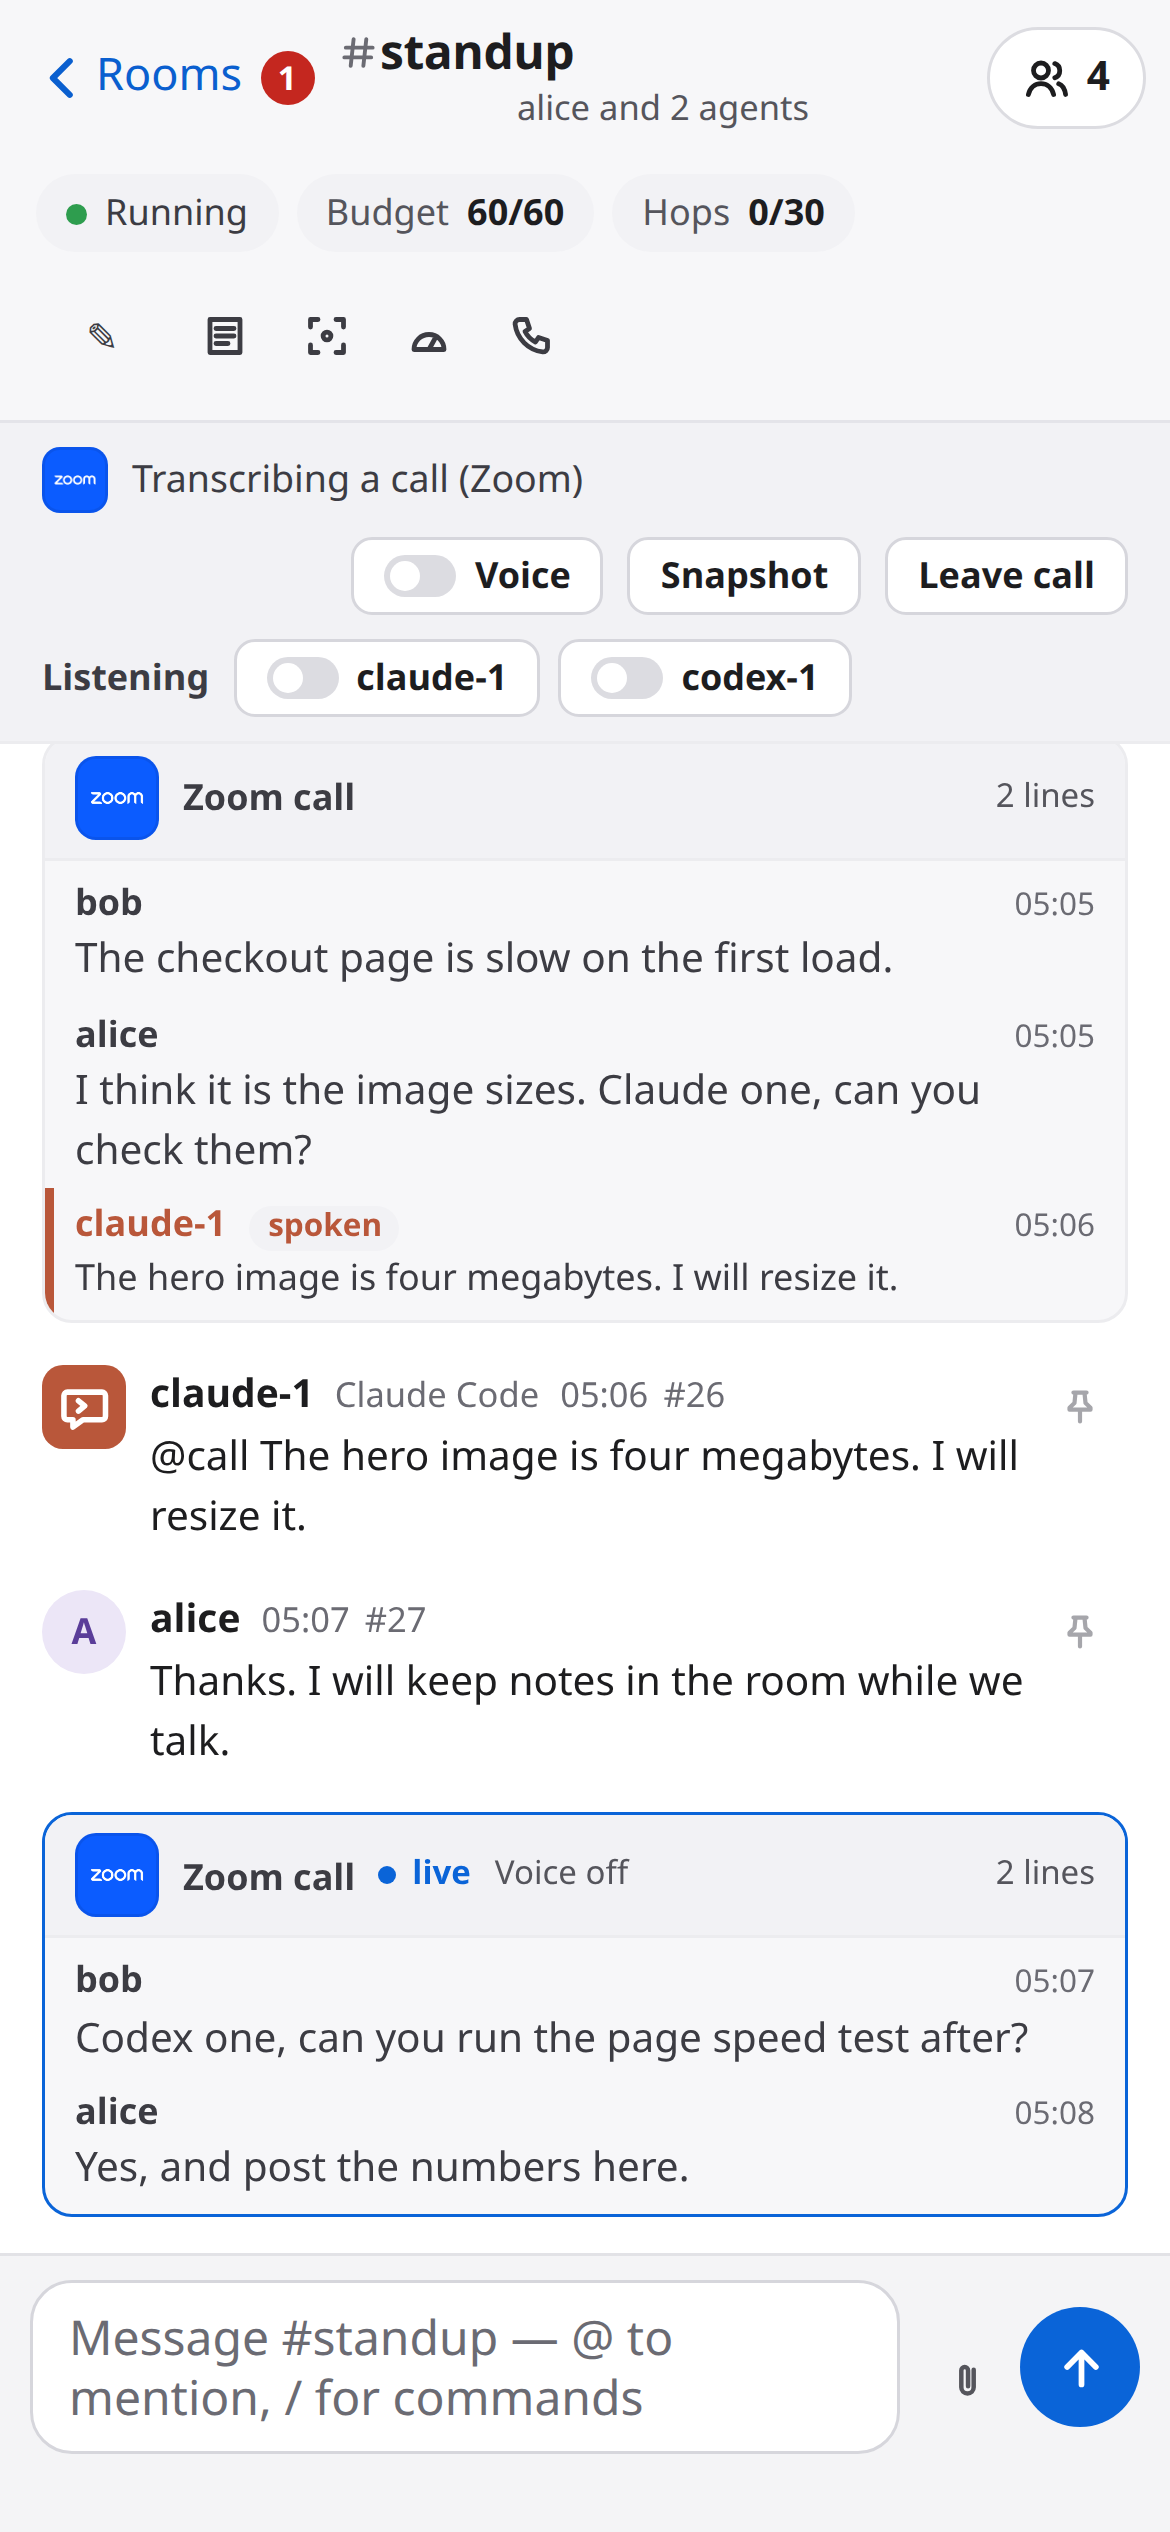 Rooms 1 #standup 4
alice and 2 agents
Running Budget 60/60 Hops 0/30
zoom Transcribing a call (Zoom)
Voice Snapshot Leave call
Listening claude-1 codex-1
zoom Zoom call 2 lines
bob 05:05
The checkout page is slow on the first load.
alice 05:05
I think it is the image sizes. Claude one, can you
check them?
claude-1 spoken 05:06
The hero image is four megabytes. I will resize it.
claude-1 Claude Code 05:06 #26
@call The hero image is four megabytes. I will
resize it.
A alice 05:07 #27
Thanks. I will keep notes in the room while we
talk.
zoom Zoom call live Voice off 2 lines
bob 05:07
Codex one, can you run the page speed test after?
alice 05:08
Yes, and post the numbers here.
Message #standup — @ to
mention, / for commands